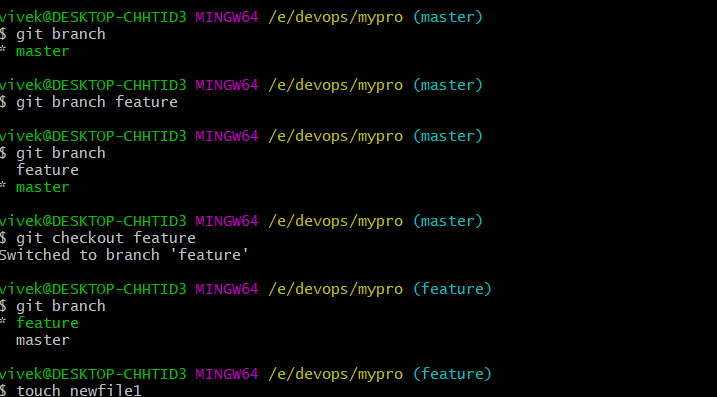 vivek@DESKTOP-CHHTID3 MINGW64 /e/devops/mypro (master)
$ git branch
* master
vivek@DESKTOP-CHHTID3 MINGW64 /e/devops/mypro (master)
$ git branch feature
vivek@DESKTOP-CHHTID3 MINGW64 /e/devops/mypro (master)
$ git branch
  feature
* master
vivek@DESKTOP-CHHTID3 MINGW64 /e/devops/mypro (master)
$ git checkout feature
Switched to branch 'feature'
vivek@DESKTOP-CHHTID3 MINGW64 /e/devops/mypro (feature)
$ git branch
* feature
  master
vivek@DESKTOP-CHHTID3 MINGW64 /e/devops/mypro (feature)
$ touch newfile1